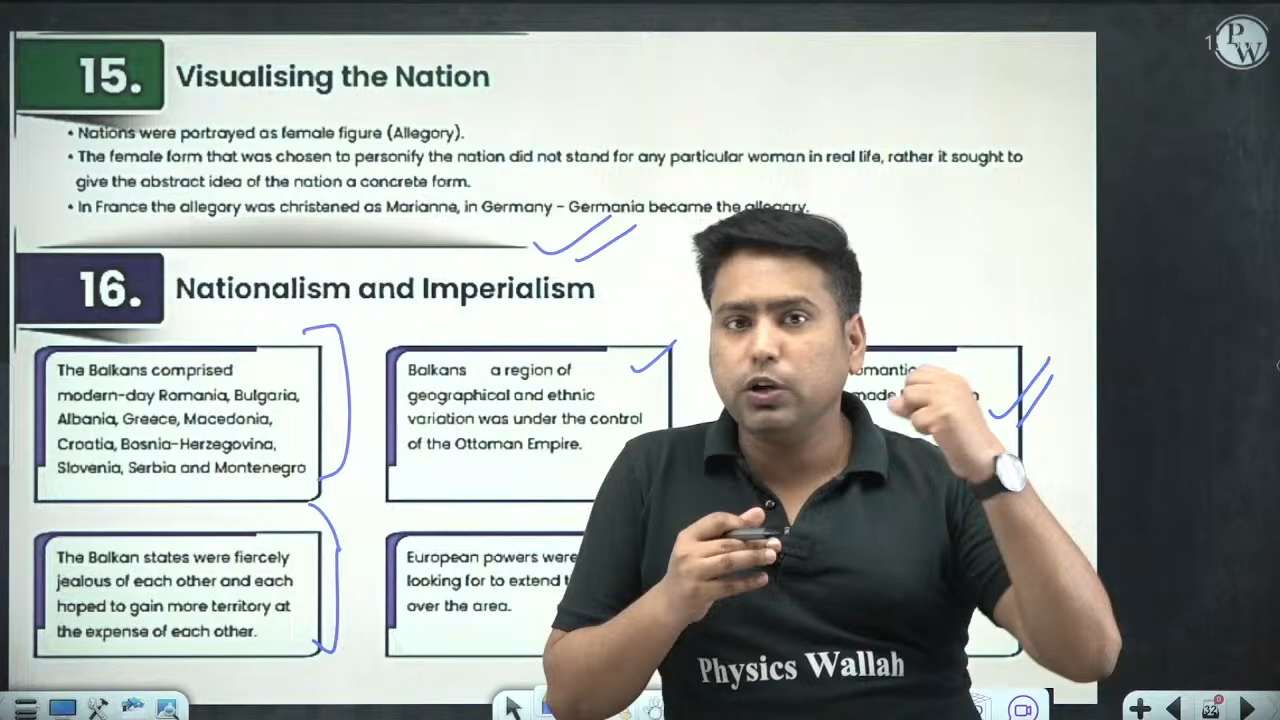 15. Visualising the Nation
• Nations were portrayed as female figure (Allegory).
• The female form that was chosen to personify the nation did not stand for any particular woman in real life, rather it sought to
give the abstract idea of the nation a concrete form.
• In France the allegory was christened as Marianne, in Germany - Germania became the allegory.
16. Nationalism and Imperialism
The Balkans comprised
modern-day Romania, Bulgaria,
Albania, Greece, Macedonia,
Croatia, Bosnia-Herzegovina,
Slovenia, Serbia and Montenegro
Balkans a region of
geographical and ethnic
variation was under the control
of the Ottoman Empire.
made
The Balkan states were fiercely
jealous of each other and each
hoped to gain more territory at
the expense of each other.
European powers were
looking for to extend
over the area.
Physics Wallah
PW
32